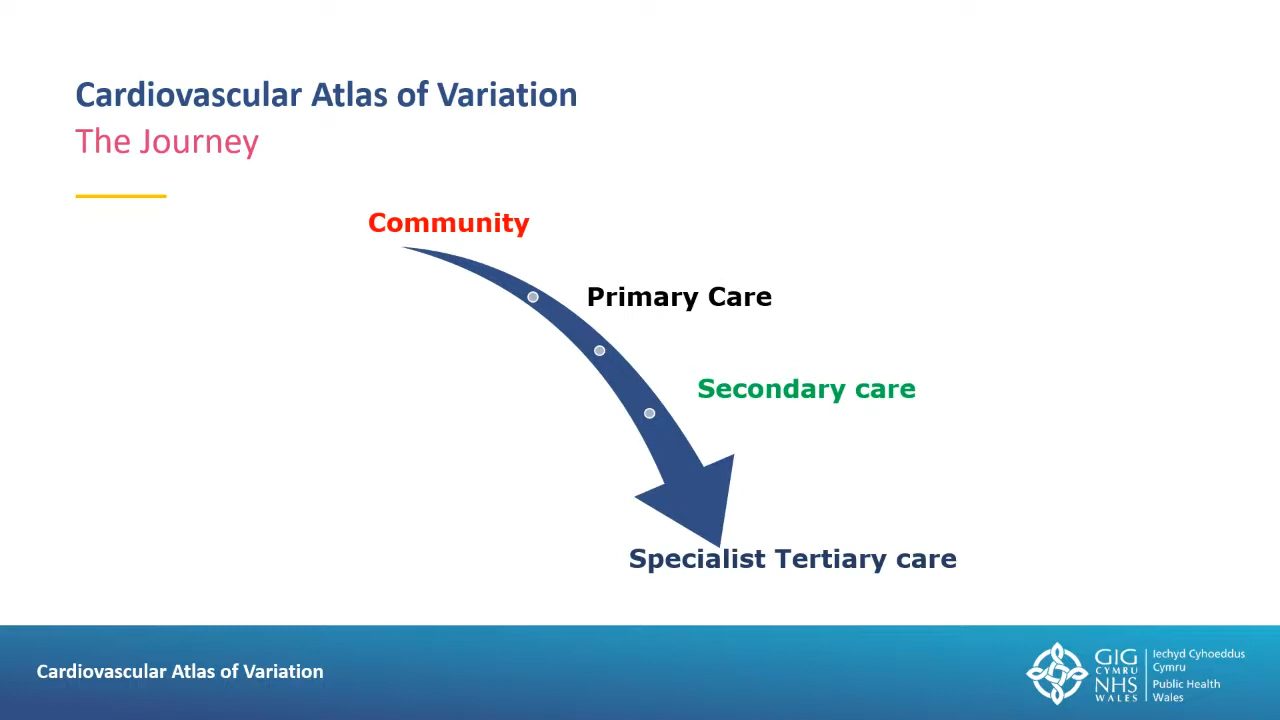 Cardiovascular Atlas of Variation
The Journey
Community
Primary Care
Secondary care
Specialist Tertiary care
Cardiovascular Atlas of Variation
GIG
CYMRU
NHS
WALES
Iechyd Cyhoeddus
Cymru
Public Health
Wales